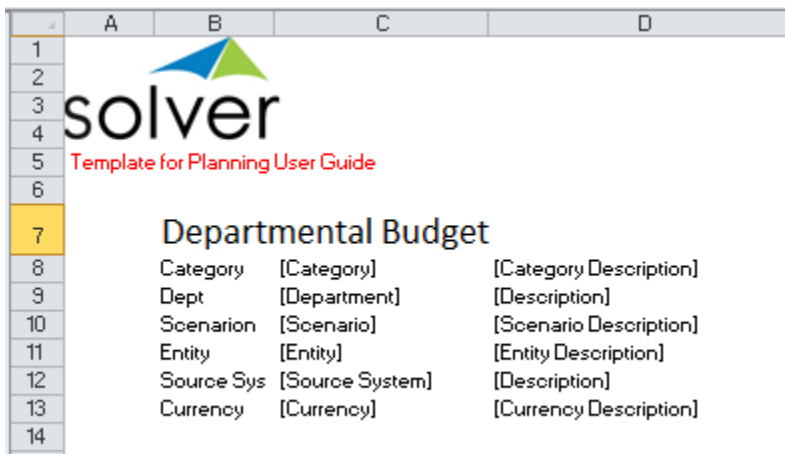 A B C D
1
2
3 solver
4
5 Template for Planning User Guide
6
7 Departmental Budget
8 Category [Category] [Category Description]
9 Dept [Department] [Description]
10 Scenarion [Scenario] [Scenario Description]
11 Entity [Entity] [Entity Description]
12 Source Sys [Source System] [Description]
13 Currency [Currency] [Currency Description]
14